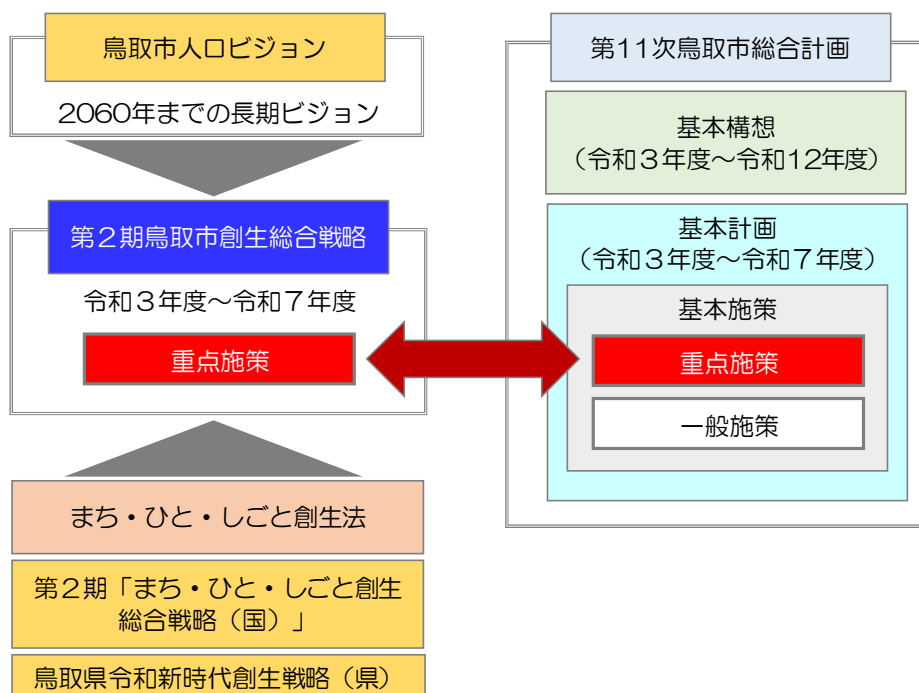 鳥取市人口ビジョン
2060年までの長期ビジョン
第２期鳥取市創生総合戦略
令和３年度～令和７年度
重点施策
まち・ひと・しごと創生法
第２期「まち・ひと・しごと創生
総合戦略（国）」
鳥取県令和新時代創生戦略（県）
第11次鳥取市総合計画
基本構想
（令和３年度～令和12年度）
基本計画
（令和３年度～令和７年度）
基本施策
重点施策
一般施策